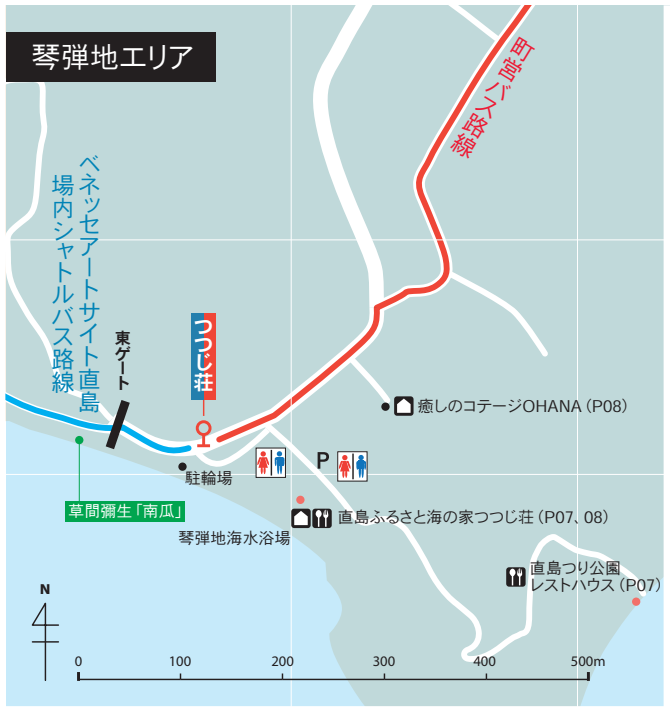 琴弾地エリア
町営バス路線
ベネッセアートサイト直島
場内シャトルバス路線
東ゲート
つつじ荘
癒しのコテージOHANA (P08)
P
駐輪場
草間彌生「南瓜」
直島ふるさと海の家つつじ荘 (P07、08)
琴弾地海水浴場
直島つり公園
レストハウス (P07)
N
0 100 200 300 400 500m